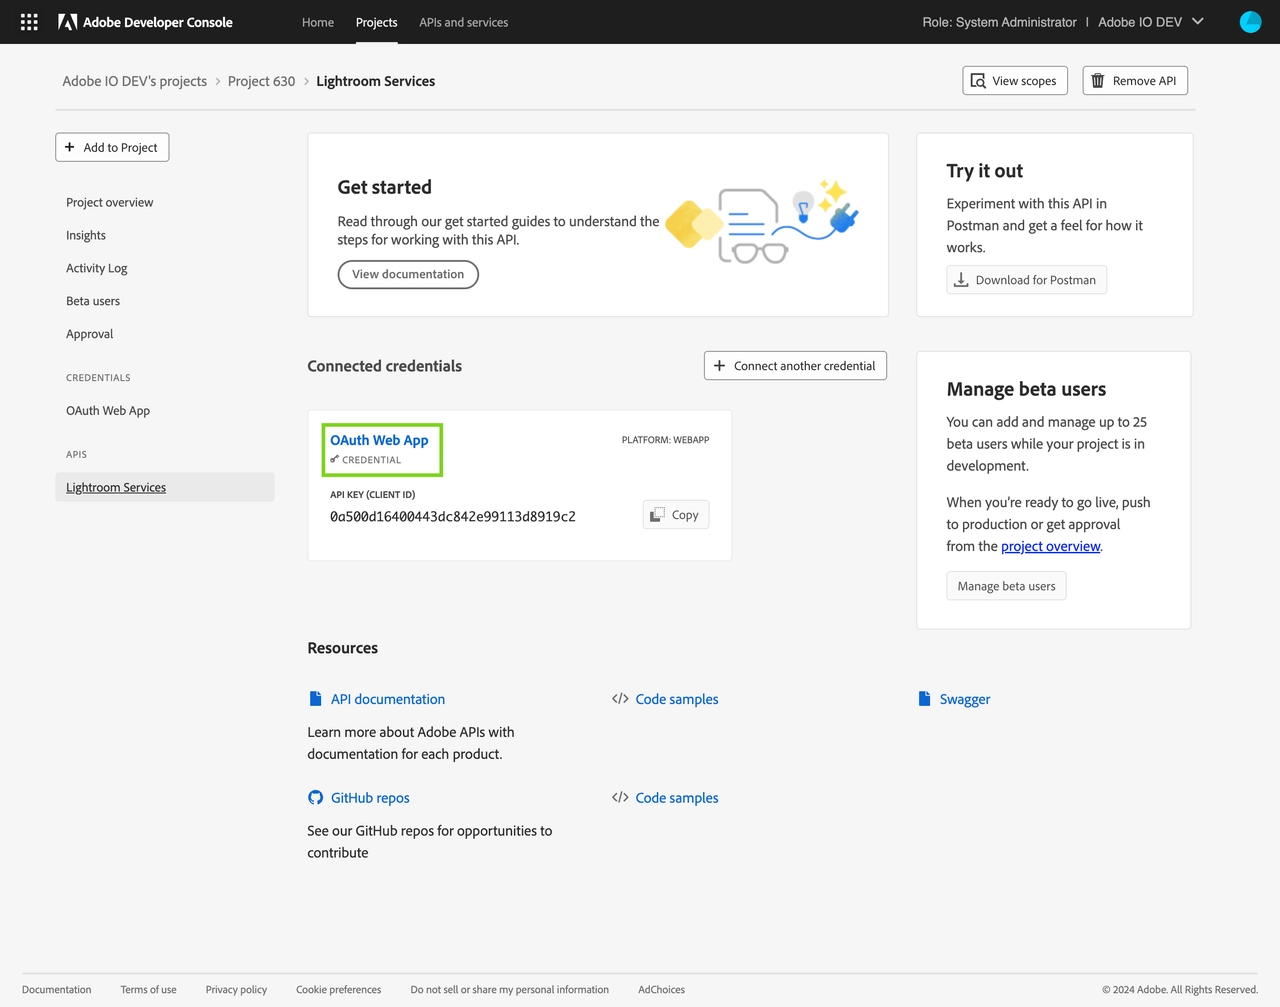 Adobe Developer Console
Home Projects APIs and services
Role: System Administrator | Adobe IO DEV
Adobe IO DEV's projects > Project 630 > Lightroom Services
View scopes
Remove API
+ Add to Project
Project overview
Insights
Activity Log
Beta users
Approval
CREDENTIALS
OAuth Web App
APIS
Lightroom Services
Get started
Read through our get started guides to understand the
steps for working with this API.
View documentation
Try it out
Experiment with this API in
Postman and get a feel for how it
works.
Download for Postman
Connected credentials
+ Connect another credential
OAuth Web App
CREDENTIAL
PLATFORM: WEBAPP
API KEY (CLIENT ID)
0a500d16400443dc842e99113d8919c2
Copy
Manage beta users
You can add and manage up to 25
beta users while your project is in
development.
When you're ready to go live, push
to production or get approval
from the project overview.
Manage beta users
Resources
API documentation
Learn more about Adobe APIs with
documentation for each product.
</> Code samples
Swagger
GitHub repos
See our GitHub repos for opportunities to
contribute
</> Code samples
Documentation Terms of use Privacy policy Cookie preferences Do not sell or share my personal information AdChoices
© 2024 Adobe. All Rights Reserved.